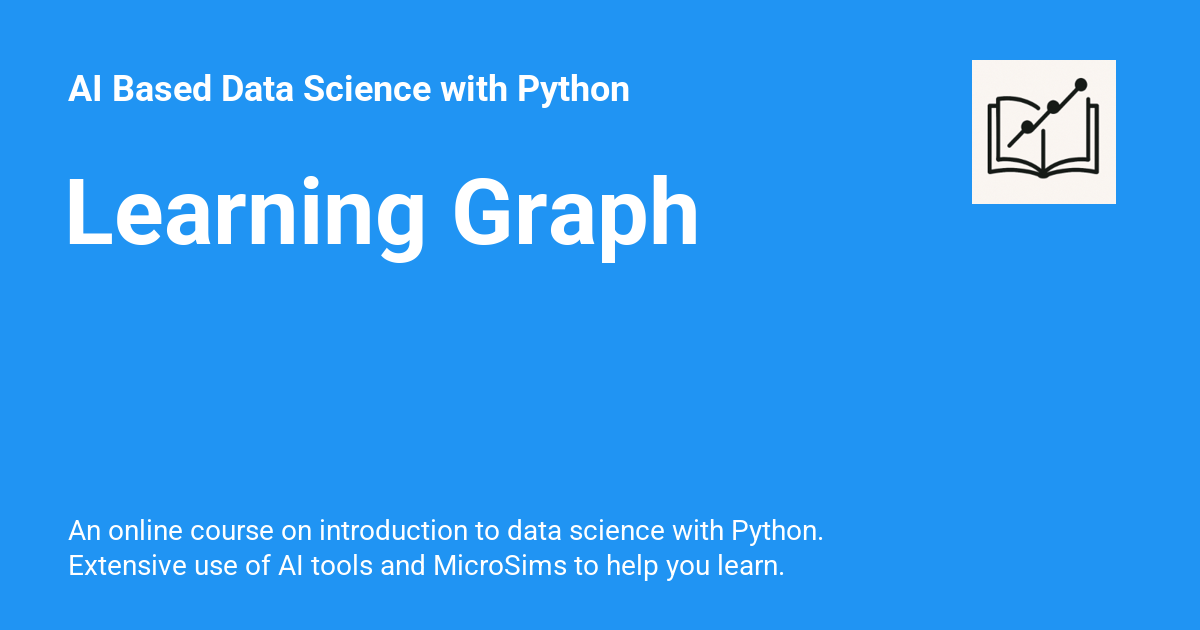 AI Based Data Science with Python
Learning Graph
An online course on introduction to data science with Python.
Extensive use of AI tools and MicroSims to help you learn.